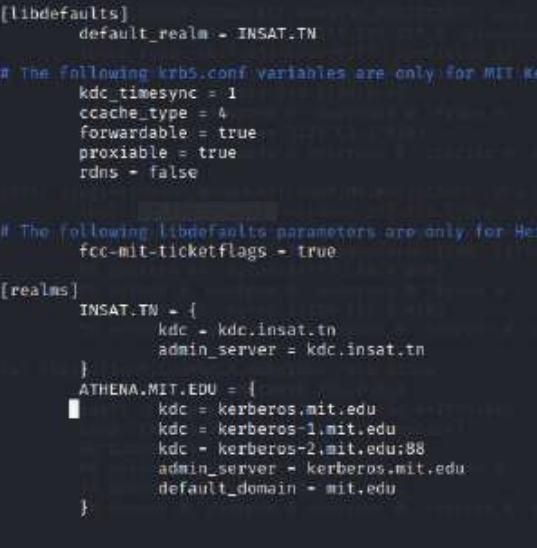 [libdefaults]
default_realm = INSAT.TN
# The following krb5.conf variables are only for MIT
kdc_timesync = 1
ccache_type = 4
forwardable = true
proxiable = true
rdns = false
# The following libdefaults parameters are only for
fcc-mit-ticketflags = true
[realms]
INSAT.TN = {
kdc = kdc.insat.tn
admin_server = kdc.insat.tn
}
ATHENA.MIT.EDU = {
kdc = kerberos.mit.edu
kdc = kerberos-1.mit.edu
kdc = kerberos-2.mit.edu:88
admin_server = kerberos.mit.edu
default_domain = mit.edu
}